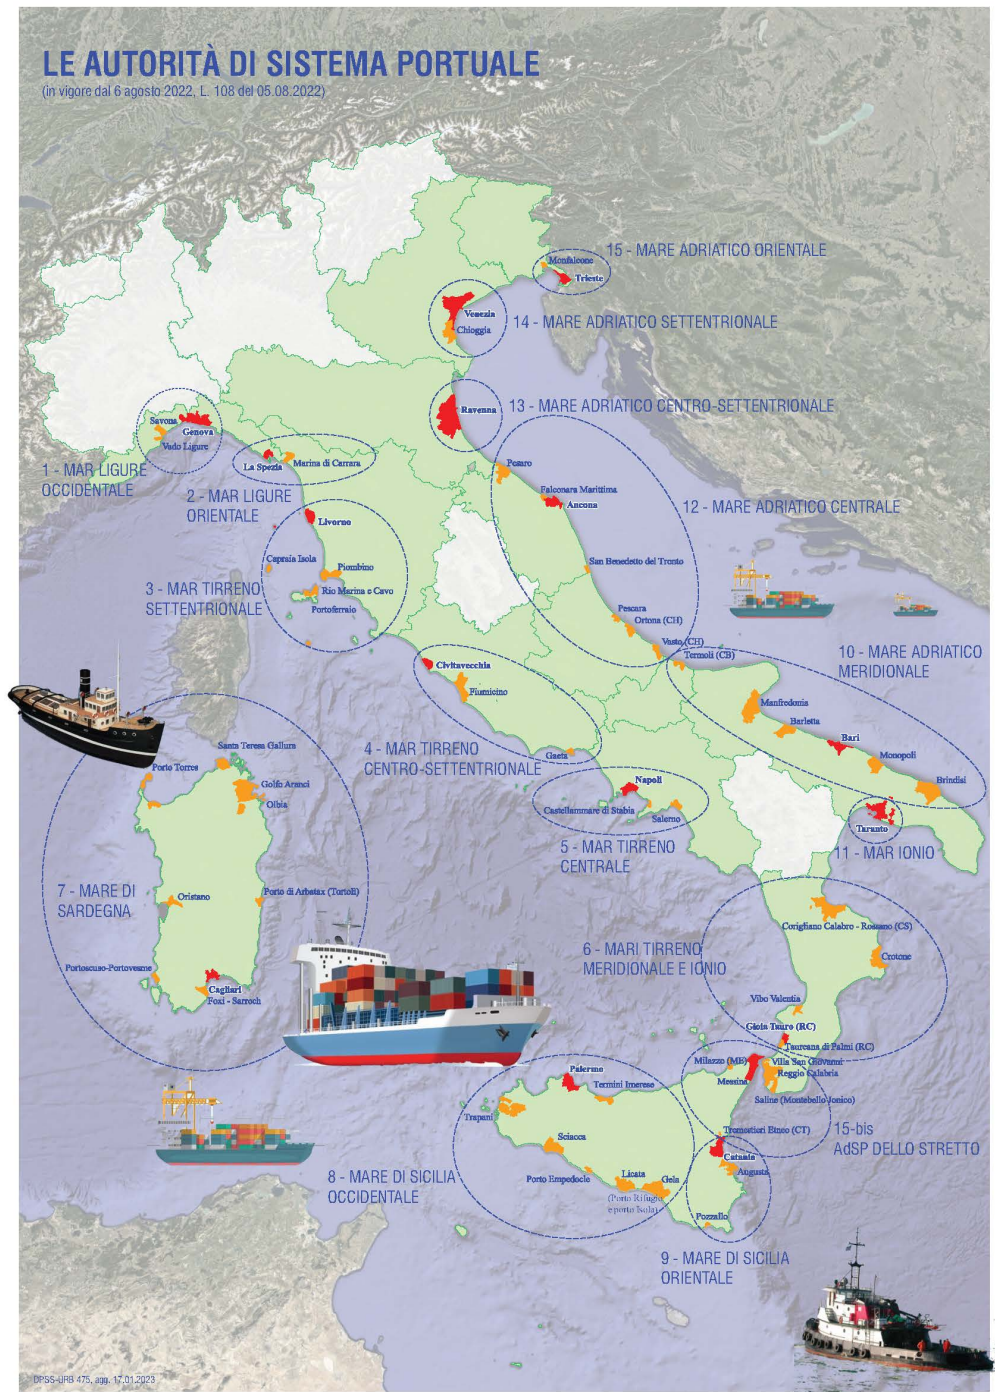 LE AUTORITÀ DI SISTEMA PORTUALE
(in vigore dal 6 agosto 2022, L. 108 del 05.08.2022)
15 - MARE ADRIATICO ORIENTALE
Monfalcone
Trieste
Venezia
Chioggia
14 - MARE ADRIATICO SETTENTRIONALE
Ravenna
13 - MARE ADRIATICO CENTRO-SETTENTRIONALE
Savona
Genova
Vado Ligure
1 - MAR LIGURE
OCCIDENTALE
La Spezia
Marina di Carrara
2 - MAR LIGURE
ORIENTALE
Pesaro
Falconara Marittima
Ancona
12 - MARE ADRIATICO CENTRALE
San Benedetto del Tronto
Pescara
Ortona (CH)
Vasto (CH)
Termoli (CB)
Livorno
Capraia Isola
Piombino
Rio Marina e Cavo
Portoferraio
3 - MAR TIRRENO
SETTENTRIONALE
10 - MARE ADRIATICO
MERIDIONALE
Manfredonia
Barletta
Bari
Monopoli
Brindisi
Civitavecchia
Fiumicino
Gaeta
4 - MAR TIRRENO
CENTRO-SETTENTRIONALE
Napoli
Castellammare di Stabia
Salerno
5 - MAR TIRRENO
CENTRALE
Taranto
11 - MAR IONIO
Santa Teresa Gallura
Porto Torres
Golfo Aranci
Olbia
7 - MARE DI
SARDEGNA
Oristano
Porto di Arbatax (Tortolì)
Portoscuso-Portovesme
Cagliari
Foxi - Sarroch
6 - MARI TIRRENO
MERIDIONALE E IONIO
Corigliano Calabro - Rossano (CS)
Crotone
Vibo Valentia
Gioia Tauro (RC)
Taureana di Palmi (RC)
Milazzo (ME)
Villa San Giovanni
Messina
Reggio Calabria
Saline (Montebello Jonico)
Tremestieri Etneo (CT)
15-bis
AdSP DELLO STRETTO
Palermo
Termini Imerese
Trapani
Sciacca
Porto Empedocle
Licata
Gela
(Porto Rifugio
e porto Isola)
8 - MARE DI SICILIA
OCCIDENTALE
Catania
Augusta
Pozzallo
9 - MARE DI SICILIA
ORIENTALE
DPSS-URB 475, agg. 17.01.2023